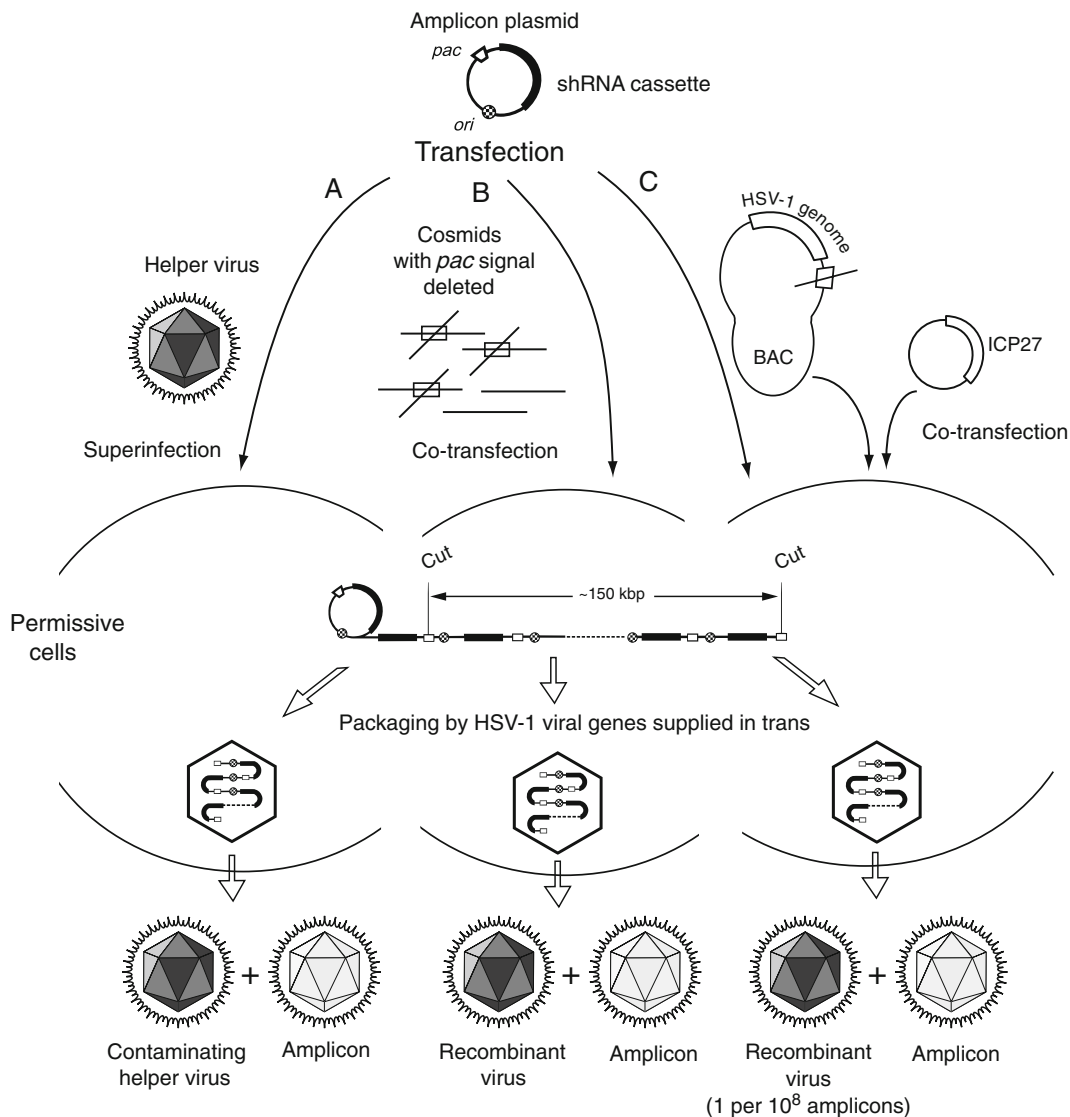 Amplicon plasmid
pac
shRNA cassette
ori
Transfection
A
B
C
Helper virus
Cosmids
with pac signal
deleted
HSV-1 genome
BAC
ICP27
Superinfection
Co-transfection
Co-transfection
Cut
Cut
~150 kbp
Permissive
cells
Packaging by HSV-1 viral genes supplied in trans
+
+
+
Contaminating
helper virus
Amplicon
Recombinant
virus
Amplicon
Recombinant
virus
(1 per 10⁸ amplicons)
Amplicon